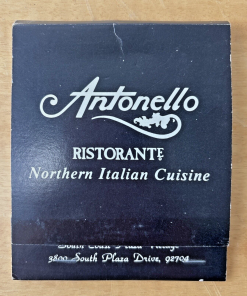 Antonello
RISTORANTE
Northern Italian Cuisine
South Coast Plaza Village
3800 South Plaza Drive, 92704